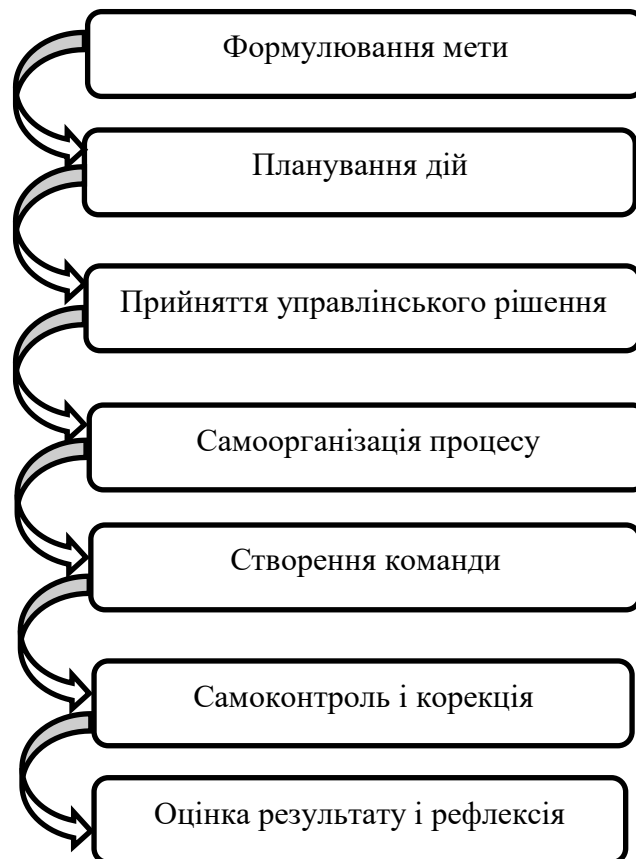 Формулювання мети
Планування дій
Прийняття управлінського рішення
Самоорганізація процесу
Створення команди
Самоконтроль і корекція
Оцінка результату і рефлексія